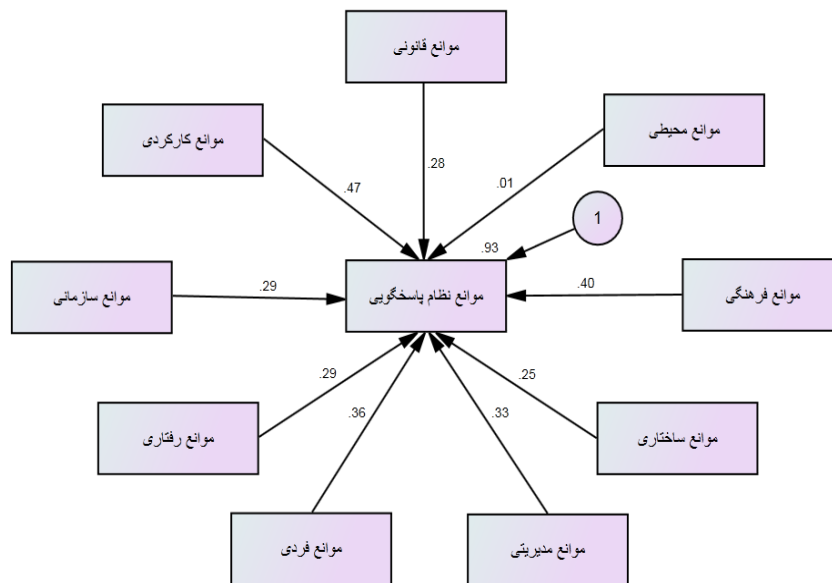 موانع قانونی
موانع کارکردی
موانع محیطی
.28
.47
.01
1
.93
موانع سازمانی
.29
موانع نظام پاسخگویی
.40
موانع فرهنگی
.29
.25
.36
.33
موانع رفتاری
موانع ساختاری
موانع فردی
موانع مدیریتی